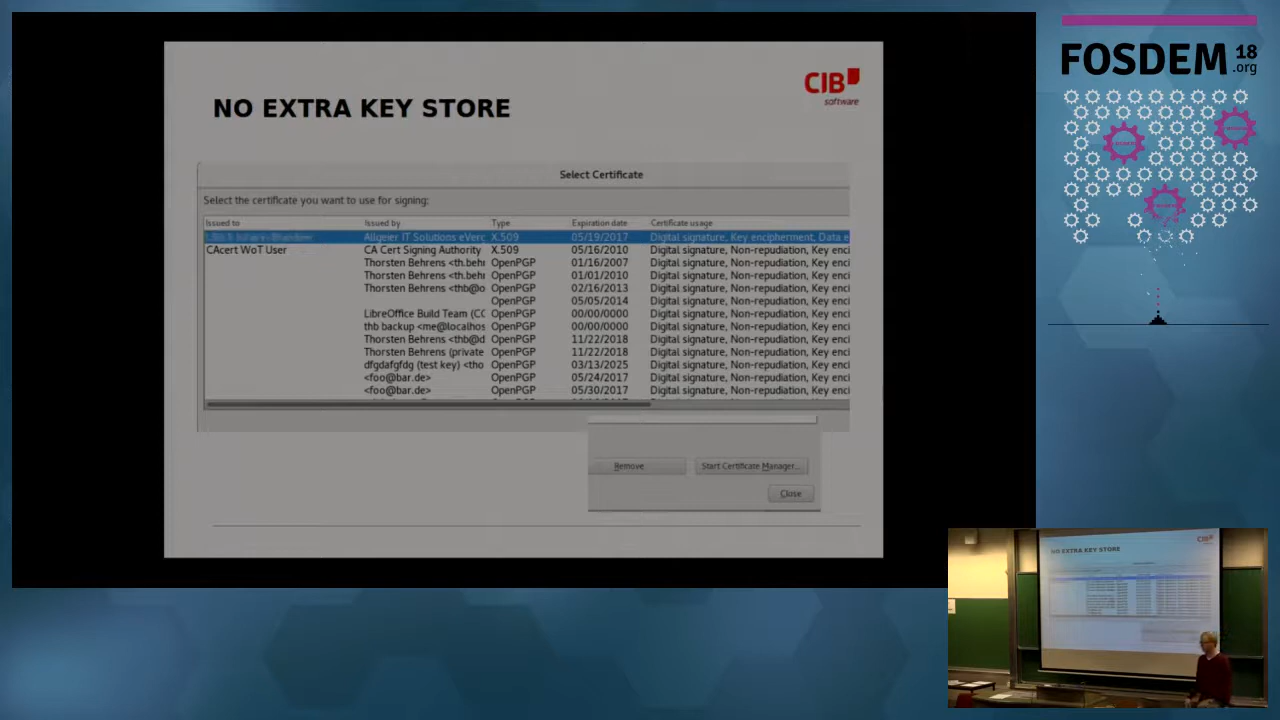 FOSDEM 18 .org
CIB software
NO EXTRA KEY STORE
Select Certificate
Select the certificate you want to use for signing:
Issued to Issued by Type Expiration date Certificate usage
Allgeier IT Solutions eVerc X.509 05/19/2017 Digital signature, Key encipherment, Data e
CAcert WoT User CA Cert Signing Authority X.509 05/16/2010 Digital signature, Non-repudiation, Key enci
Thorsten Behrens <th.behr OpenPGP 01/16/2007 Digital signature, Non-repudiation, Key enci
Thorsten Behrens <th.behr OpenPGP 01/01/2010 Digital signature, Non-repudiation, Key enci
Thorsten Behrens <thb@o OpenPGP 02/16/2013 Digital signature, Non-repudiation, Key enci
OpenPGP 05/05/2014 Digital signature, Non-repudiation, Key enci
LibreOffice Build Team (CC OpenPGP 00/00/0000 Digital signature, Non-repudiation, Key enci
thb backup <me@localhos OpenPGP 00/00/0000 Digital signature, Non-repudiation, Key enci
Thorsten Behrens <thb@d OpenPGP 11/22/2018 Digital signature, Non-repudiation, Key enci
Thorsten Behrens (private OpenPGP 11/22/2018 Digital signature, Non-repudiation, Key enci
dfgdafgfdg (test key) <tho OpenPGP 03/13/2025 Digital signature, Non-repudiation, Key enci
<foo@bar.de> OpenPGP 05/24/2017 Digital signature, Non-repudiation, Key enci
<foo@bar.de> OpenPGP 05/30/2017 Digital signature, Non-repudiation, Key enci
Remove Start Certificate Manager...
Close
NO EXTRA KEY STORE
CIB